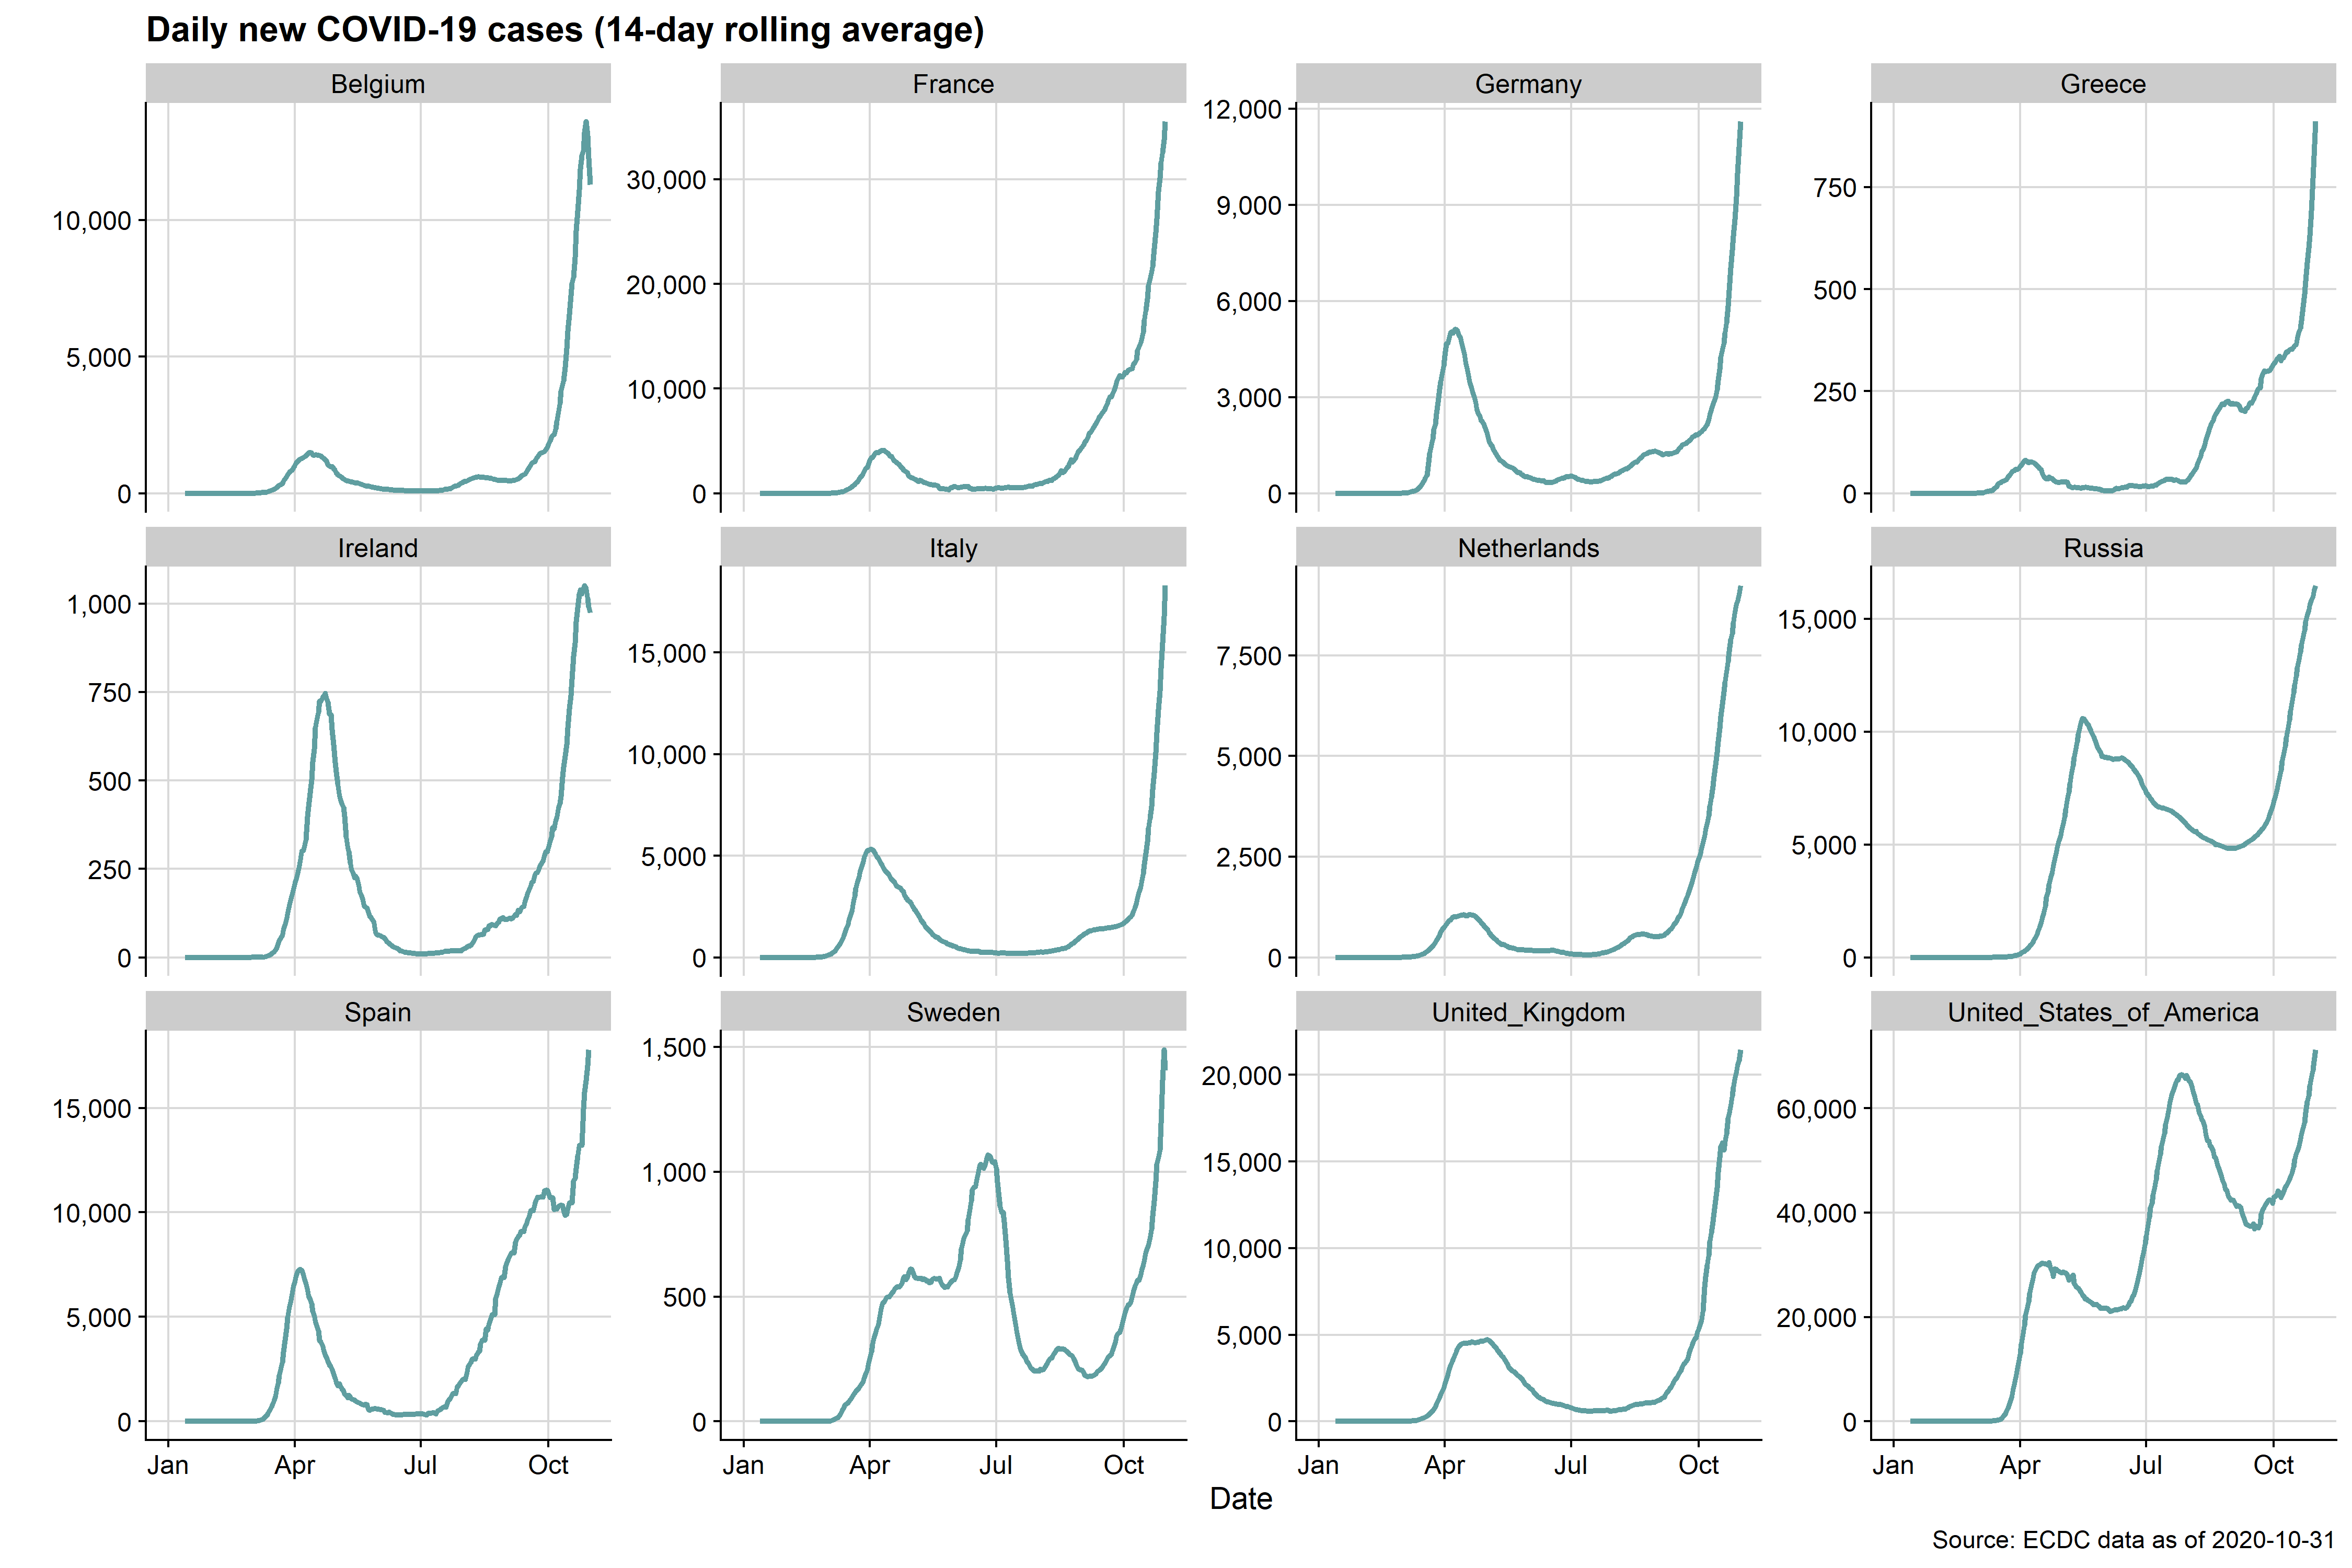 Daily new COVID-19 cases (14-day rolling average)
Belgium
France
Germany
Greece
10,000
5,000
0
30,000
20,000
10,000
0
12,000
9,000
6,000
3,000
0
750
500
250
0
Ireland
Italy
Netherlands
Russia
1,000
750
500
250
0
15,000
10,000
5,000
0
7,500
5,000
2,500
0
15,000
10,000
5,000
0
Spain
Sweden
United_Kingdom
United_States_of_America
15,000
10,000
5,000
0
1,500
1,000
500
0
20,000
15,000
10,000
5,000
0
60,000
40,000
20,000
0
Jan Apr Jul Oct
Jan Apr Jul Oct
Jan Apr Jul Oct
Jan Apr Jul Oct
Date
Source: ECDC data as of 2020-10-31